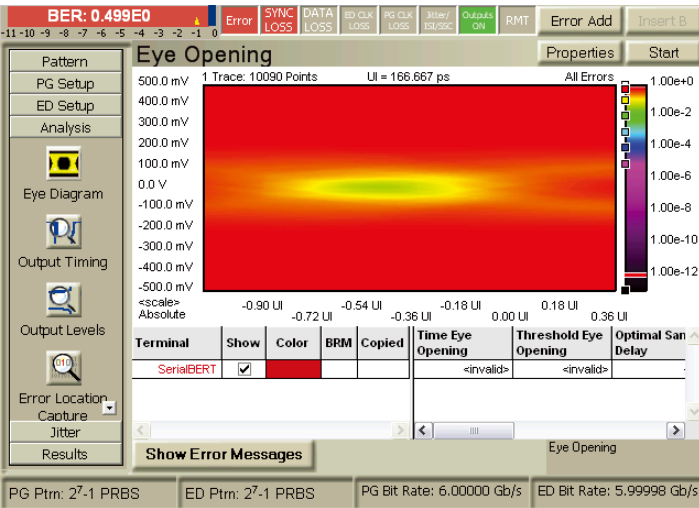 BER: 0.499E0
-11 -10 -9 -8 -7 -6 -5 -4 -3 -2 -1 0
Error
SYNC LOSS
DATA LOSS
ED CLK LOSS
PG CLK LOSS
Jitter/ ISI/SSC
Outputs ON
RMT
Error Add
Insert B
Eye Opening
Properties
Start
Pattern
PG Setup
ED Setup
Analysis
Eye Diagram
Output Timing
Output Levels
Error Location
Capture
Jitter
Results
1 Trace: 10090 Points
UI = 166.667 ps
All Errors
500.0 mV
400.0 mV
300.0 mV
200.0 mV
100.0 mV
0.0 V
-100.0 mV
-200.0 mV
-300.0 mV
-400.0 mV
-500.0 mV
1.00e+0
1.00e-2
1.00e-4
1.00e-6
1.00e-8
1.00e-10
1.00e-12
<scale>
Absolute
-0.90 UI
-0.72 UI
-0.54 UI
-0.36 UI
-0.18 UI
0.00 UI
0.18 UI
0.36 UI
Terminal
Show
Color
BRM
Copied
Time Eye
Opening
Threshold Eye
Opening
Optimal San
Delay
SerialBERT
<invalid>
<invalid>
Show Error Messages
Eye Opening
PG Ptrn: 2⁷-1 PRBS
ED Ptrn: 2⁷-1 PRBS
PG Bit Rate: 6.00000 Gb/s
ED Bit Rate: 5.99998 Gb/s